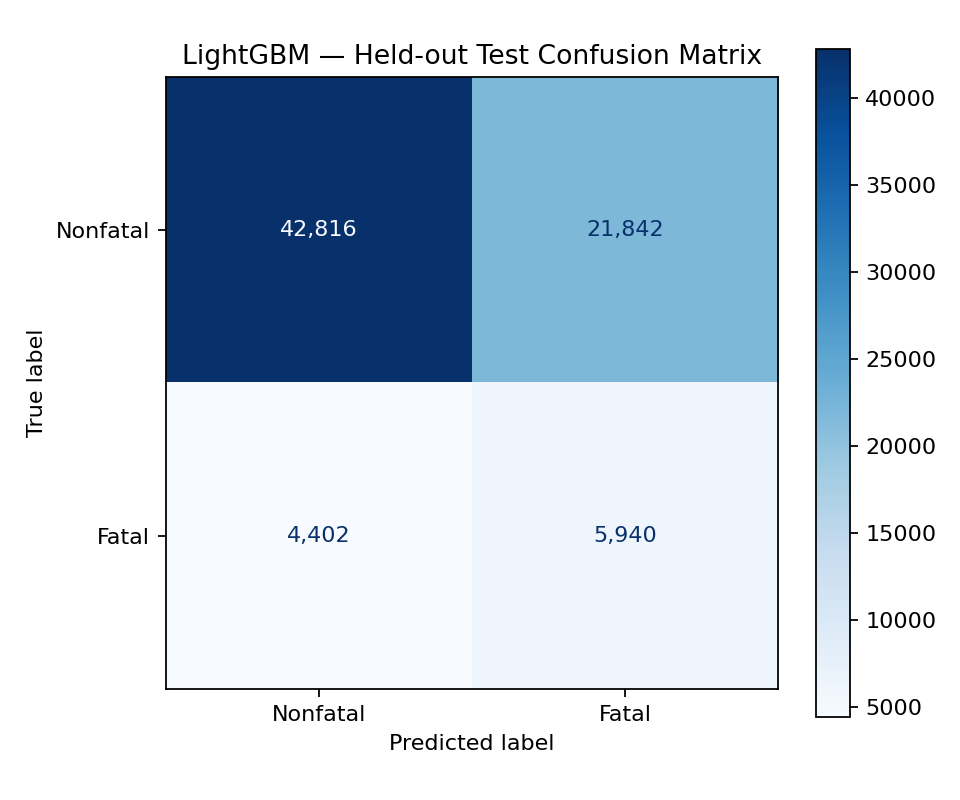 LightGBM — Held-out Test Confusion Matrix
40000
35000
30000
25000
20000
15000
10000
5000
True label
Nonfatal
42,816
21,842
Fatal
4,402
5,940
Nonfatal
Fatal
Predicted label